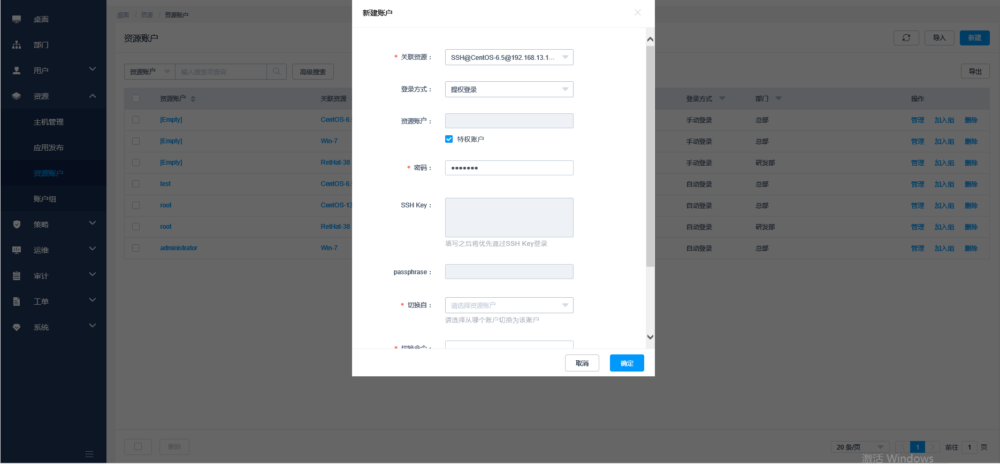 桌面
部门
用户
资源
主机管理
应用发布
资源账户
账户组
策略
运维
审计
工单
系统
桌面 / 资源 / 资源账户
资源账户
导入
新建
资源账户
输入搜索项查询
高级搜索
导出
资源账户 关联资源 登录方式 部门 操作
[Empty] CentOS-6.5 手动登录 总部 管理 加入组 删除
[Empty] Win-7 手动登录 总部 管理 加入组 删除
[Empty] RetHat-38 手动登录 研发部 管理 加入组 删除
test CentOS-6.5 自动登录 总部 管理 加入组 删除
root CentOS-13 自动登录 总部 管理 加入组 删除
root RetHat-38 自动登录 研发部 管理 加入组 删除
administrator Win-7 自动登录 总部 管理 加入组 删除
新建账户
* 关联资源： SSH@CentOS-6.5@192.168.13.1...
登录方式： 提权登录
资源账户：
特权账户
* 密码： •••••••
SSH Key：
填写之后将优先通过SSH Key登录
passphrase：
* 切换自： 请选择资源账户
请选择从哪个账户切换为该账户
* 切换命令：
取消
确定
删除
20 条/页
1
前往 1 页
激活 Windows